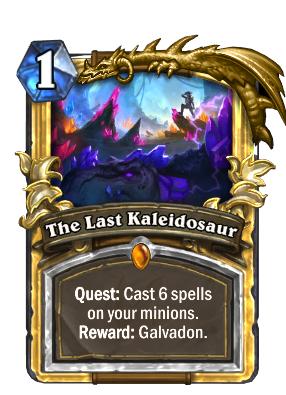 1
The Last Kaleidosaur
Quest: Cast 6 spells
on your minions.
Reward: Galvadon.